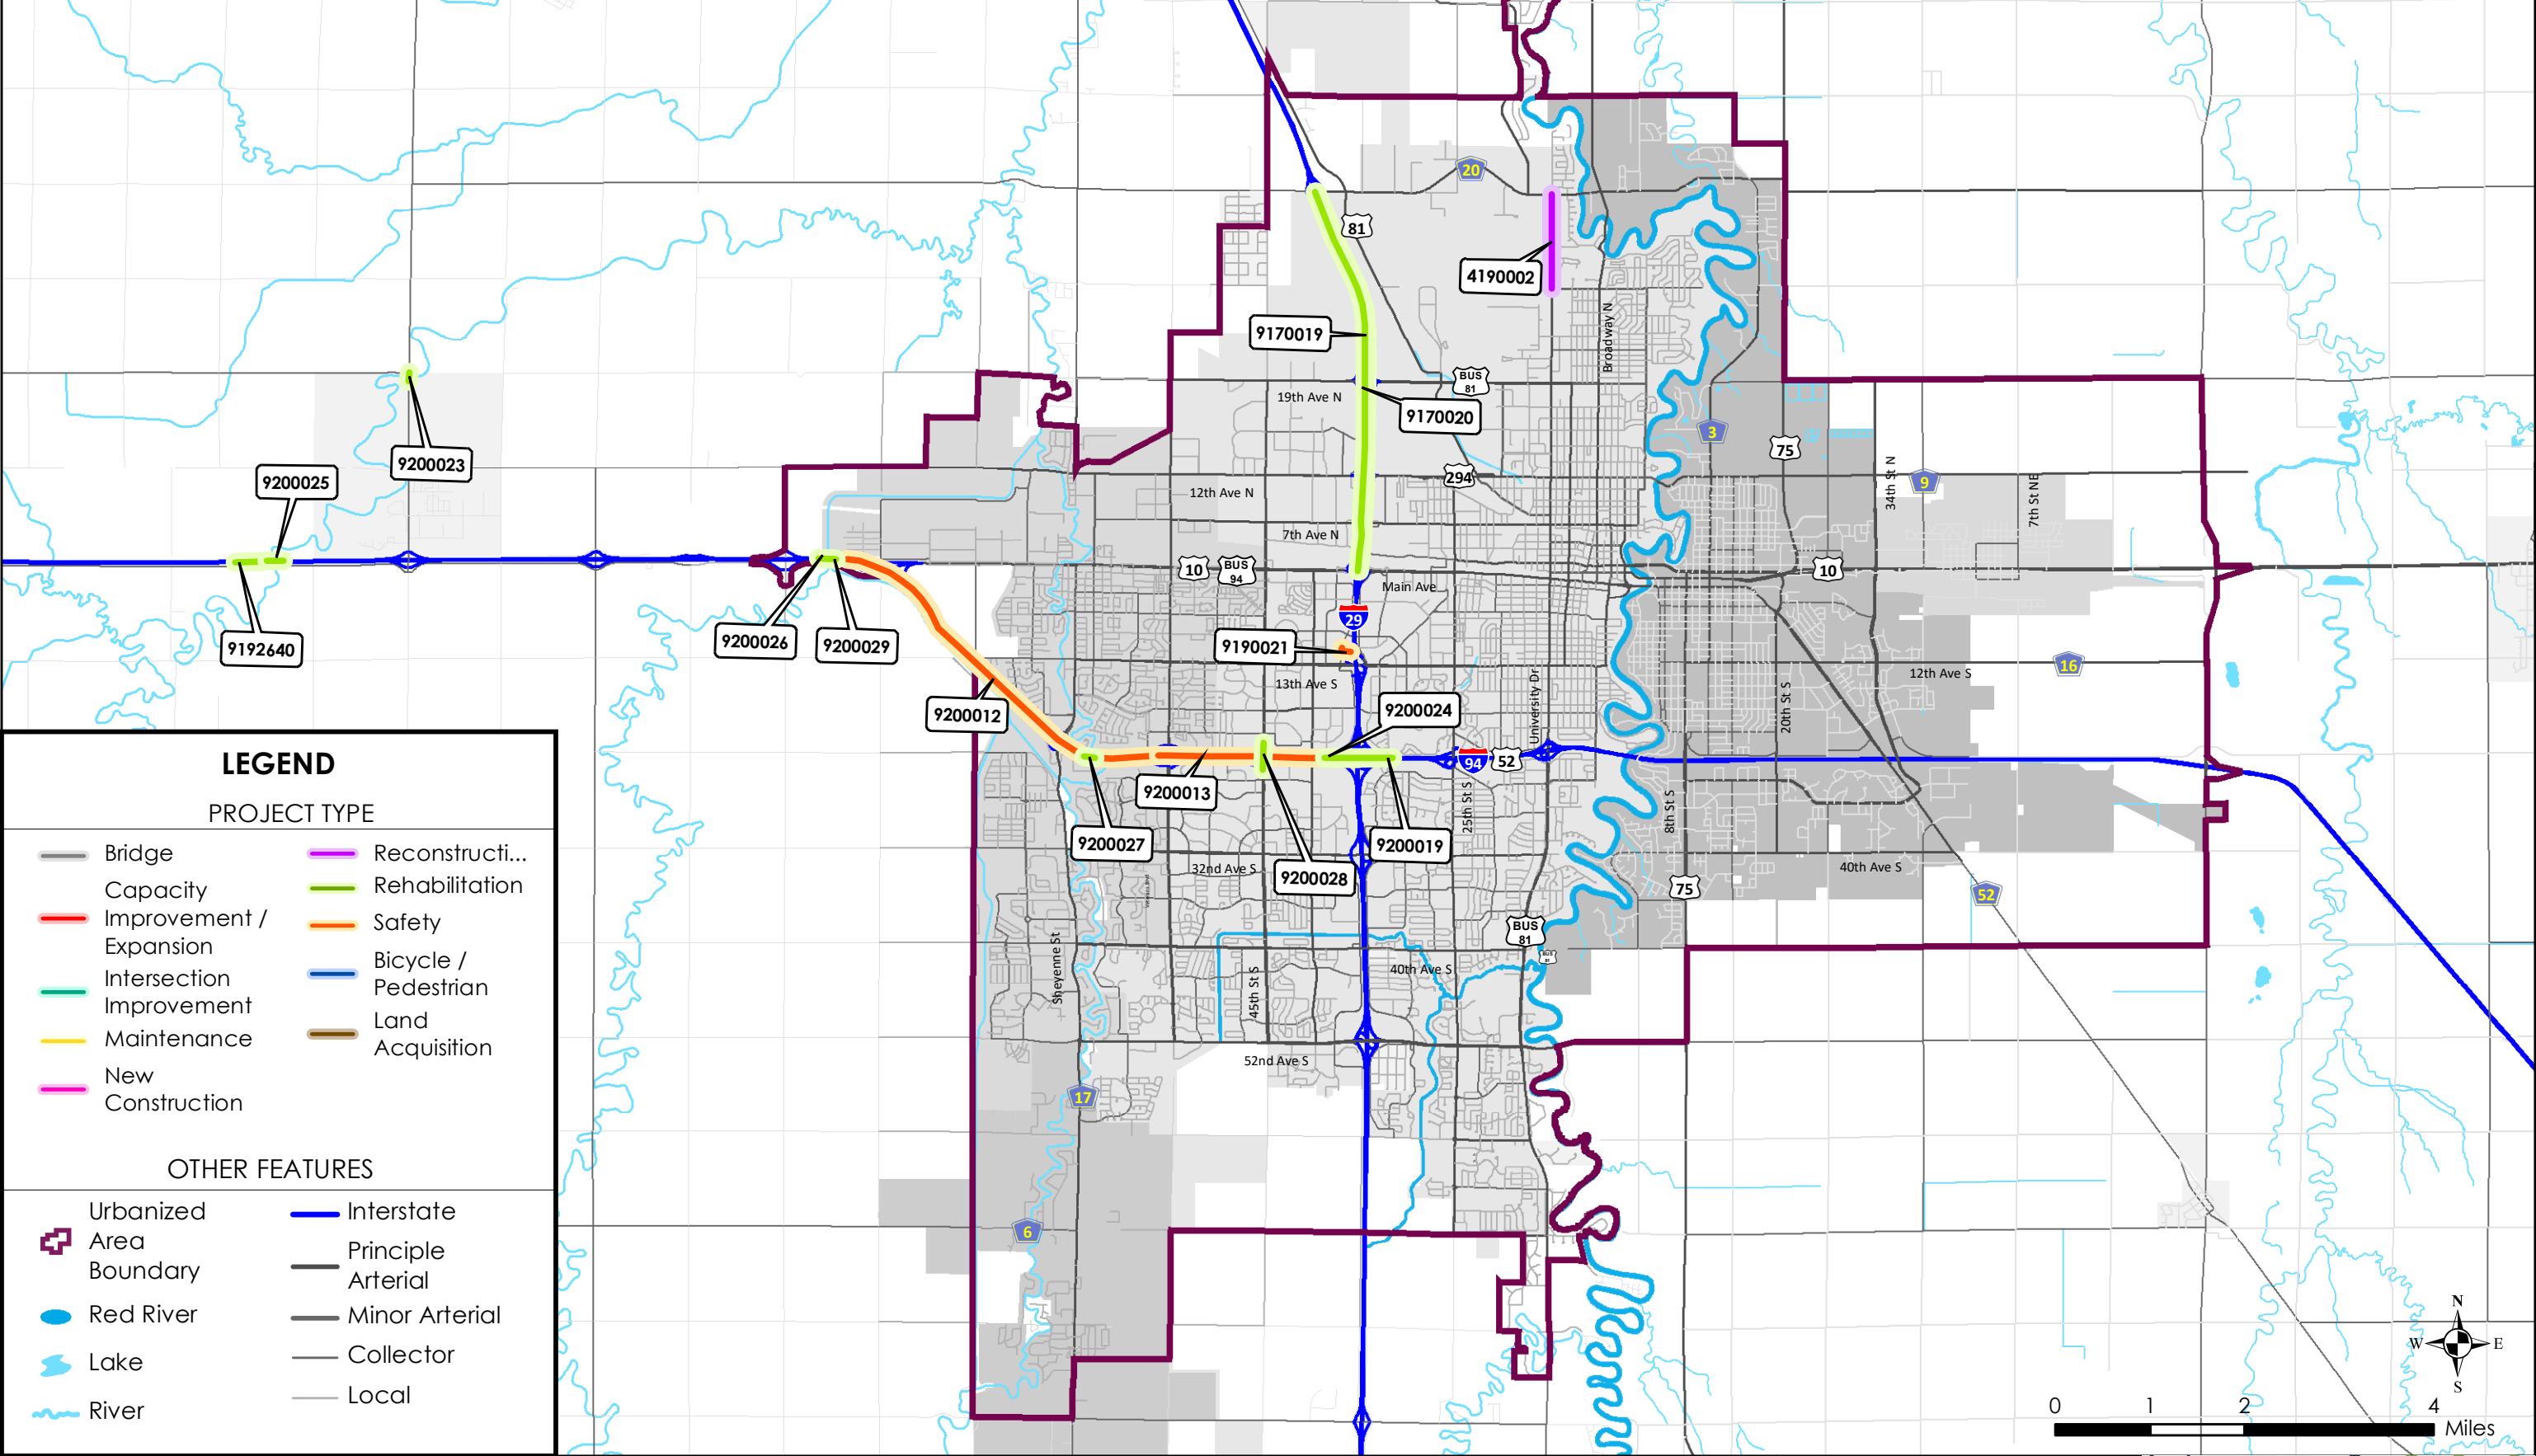 20
81
4190002
9170019
Broadway N
BUS
81
19th Ave N
9170020
3
75
9200023
9200025
294
34th St N
9
7th St NE
12th Ave N
7th Ave N
10
BUS
94
10
Main Ave
29
9192640
9200026
9200029
9190021
13th Ave S
12th Ave S
16
9200012
9200024
University Dr
20th St S
94
52
9200013
25th St S
8th St S
9200027
9200019
32nd Ave S
9200028
40th Ave S
75
52
BUS
81
BUS
81
Sheyenne St
45th St S
40th Ave S
52nd Ave S
17
6
LEGEND
PROJECT TYPE
Bridge
Capacity
Improvement /
Expansion
Intersection
Improvement
Maintenance
New
Construction
Reconstructi...
Rehabilitation
Safety
Bicycle /
Pedestrian
Land
Acquisition
OTHER FEATURES
Urbanized
Area
Boundary
Red River
Lake
River
Interstate
Principle
Arterial
Minor Arterial
Collector
Local
N
W
E
S
0 1 2 4
Miles